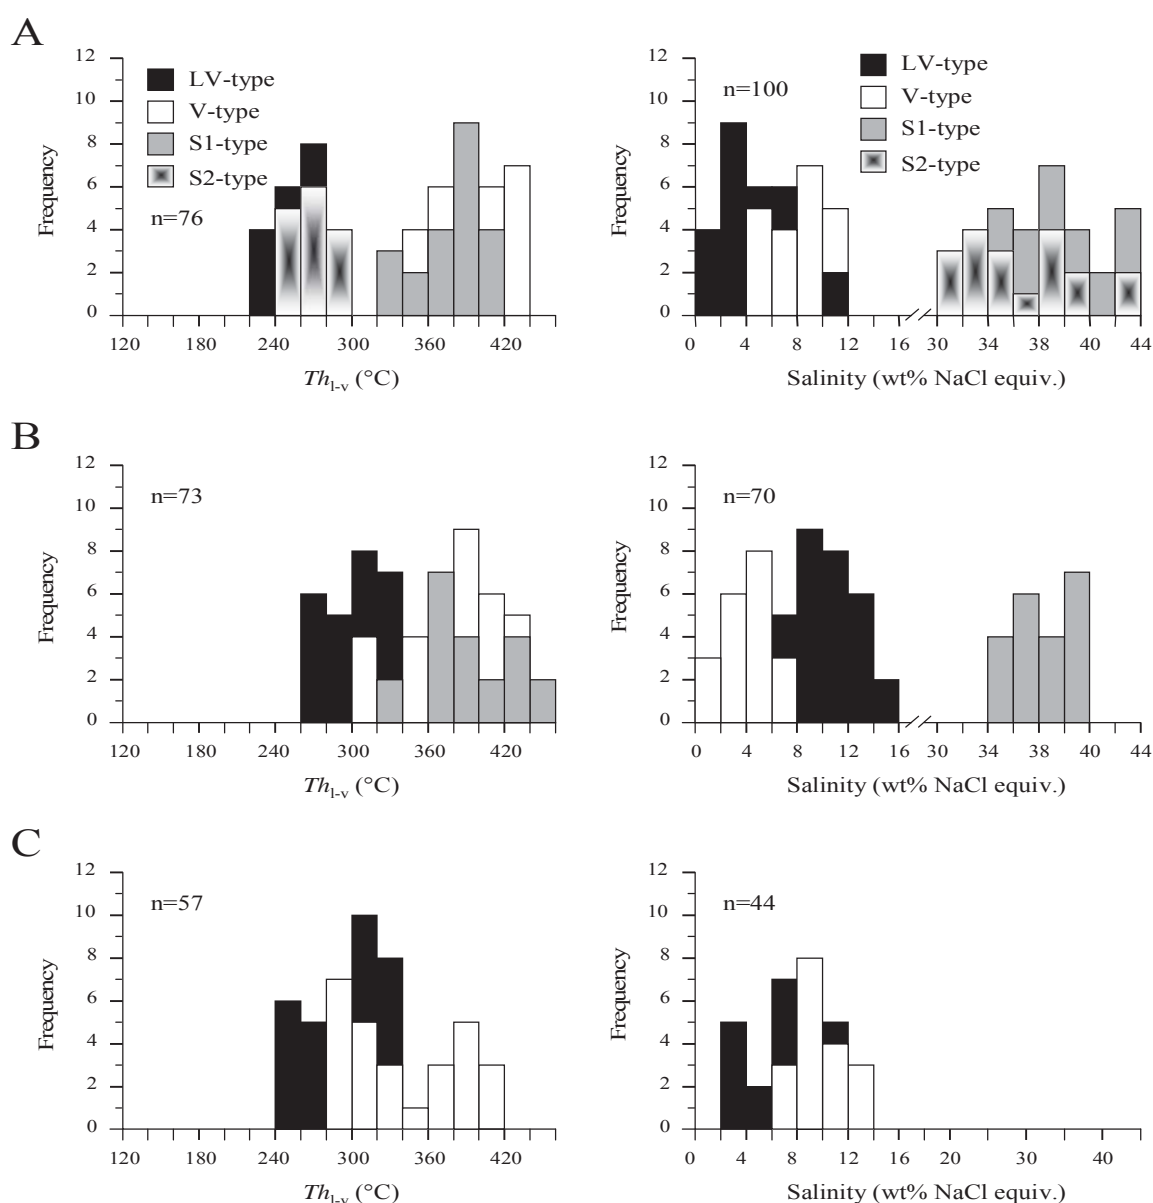 A
12
10
8
6
4
2
0
Frequency
LV-type
V-type
S1-type
S2-type
n=76
120 180 240 300 360 420
Th l-v (°C)
12
10
8
6
4
2
0
Frequency
n=100
LV-type
V-type
S1-type
S2-type
0 4 8 12 16 30 34 38 40 44
Salinity (wt% NaCl equiv.)
B
12
10
8
6
4
2
0
Frequency
n=73
120 180 240 300 360 420
Th l-v (°C)
12
10
8
6
4
2
0
Frequency
n=70
0 4 8 12 16 30 34 38 40 44
Salinity (wt% NaCl equiv.)
C
12
10
8
6
4
2
0
Frequency
n=57
120 180 240 300 360 420
Th l-v (°C)
12
10
8
6
4
2
0
Frequency
n=44
0 4 8 12 16 20 30 40
Salinity (wt% NaCl equiv.)